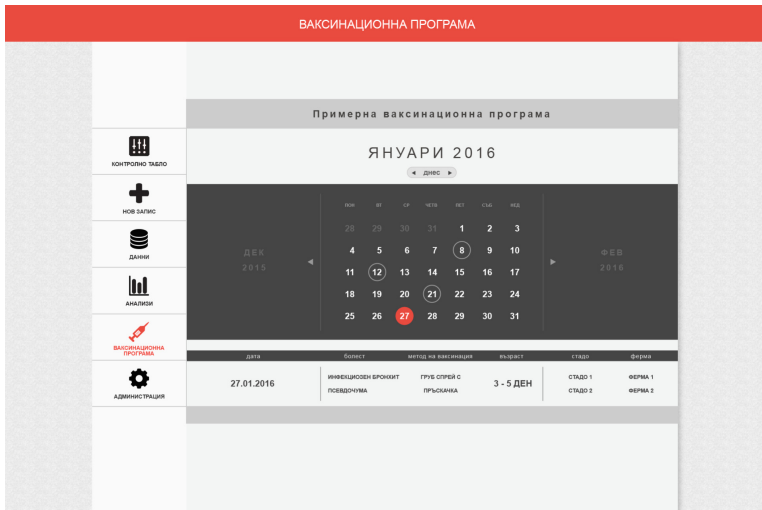 ВАКСИНАЦИОННА ПРОГРАМА
Примерна ваксинационна програма
ЯНУАРИ 2016
ДНЕС
КОНТРОЛНО ТАБЛО
НОВ ЗАПИС
ДАННИ
АНАЛИЗИ
ВАКСИНАЦИОННА
ПРОГРАМА
АДМИНИСТРАЦИЯ
ДЕК
2015
ПОН ВТ СР ЧЕТВ ПЕТ СЪБ НЕД
28 29 30 31 1 2 3
4 5 6 7 8 9 10
11 12 13 14 15 16 17
18 19 20 21 22 23 24
25 26 27 28 29 30 31
ФЕВ
2016
дата болест метод на ваксинация възраст стадо ферма
27.01.2016
ИНФЕКЦИОЗЕН БРОНХИТ ГРУБ СПРЕЙ С
ПСЕВДОЧУМА ПРЪСКАЧКА
3 - 5 ДЕН
СТАДО 1 ФЕРМА 1
СТАДО 2 ФЕРМА 2